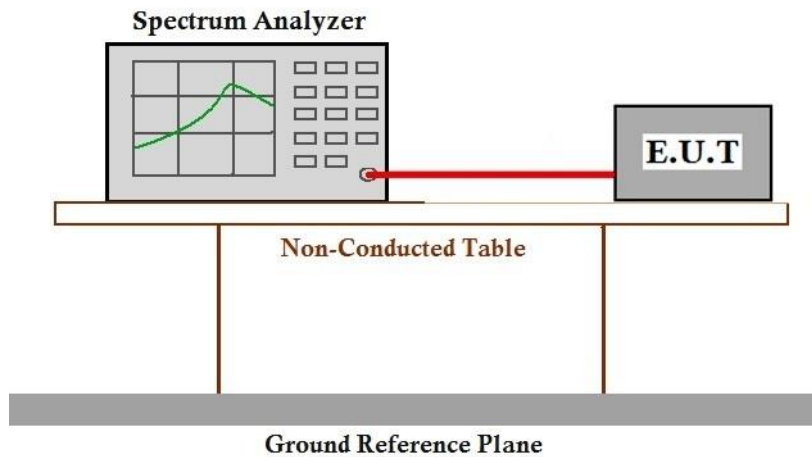 Spectrum Analyzer
E.U.T
Non-Conducted Table
Ground Reference Plane